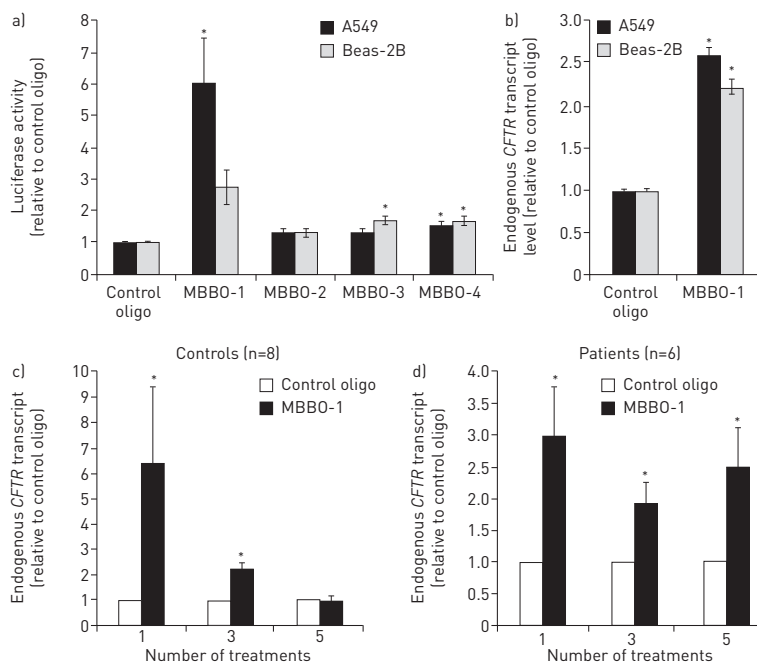 a)
Luciferase activity
(relative to control oligo)
8
7
6
5
4
3
2
1
0
A549
Beas-2B
*
*
* *
Control
oligo
MBBO-1
MBBO-2
MBBO-3
MBBO-4
b)
Endogenous CFTR transcript
level (relative to control oligo)
3.0
2.5
2.0
1.5
1.0
0.5
0
A549
Beas-2B
*
*
Control
oligo
MBBO-1
c)
Controls (n=8)
Endogenous CFTR transcript
(relative to control oligo)
10
9
8
7
6
5
4
3
2
1
0
Control oligo
MBBO-1
*
*
1 3 5
Number of treatments
d)
Patients (n=6)
Endogenous CFTR transcript
(relative to control oligo)
4.0
3.5
3.0
2.5
2.0
1.5
1.0
0.5
0.0
Control oligo
MBBO-1
*
*
*
1 3 5
Number of treatments